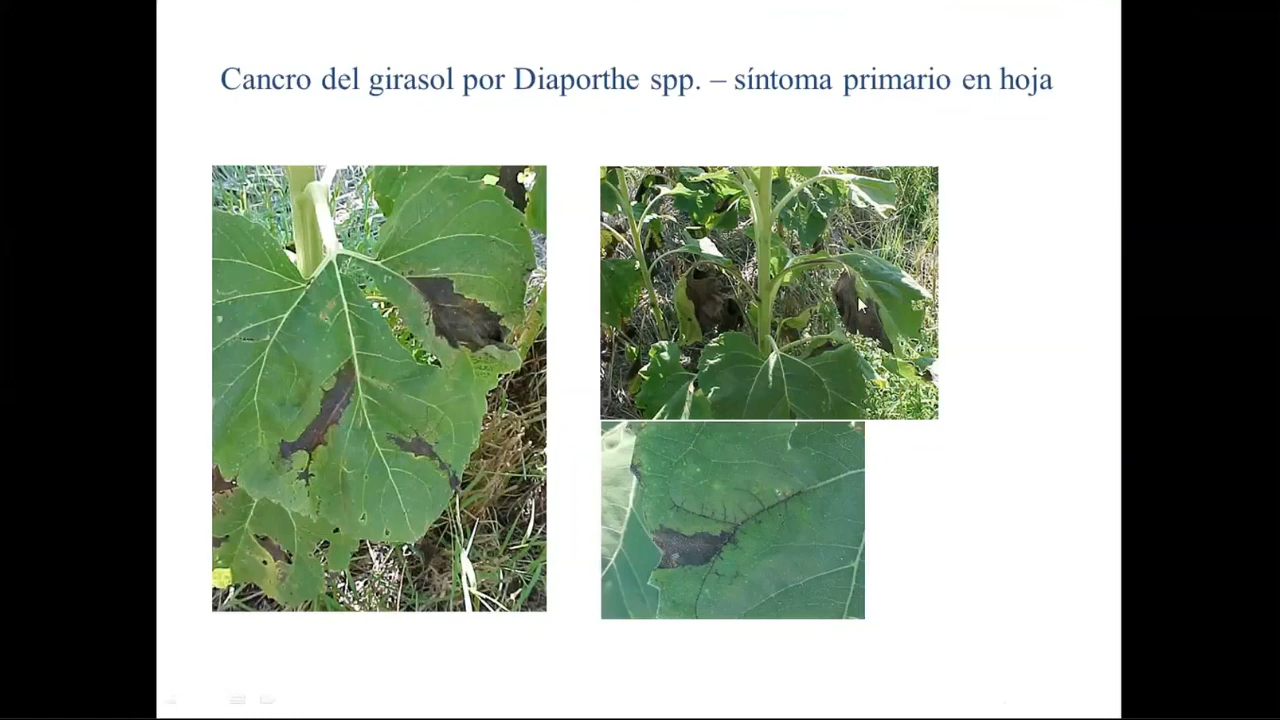 Cancro del girasol por Diaporthe spp. – síntoma primario en hoja